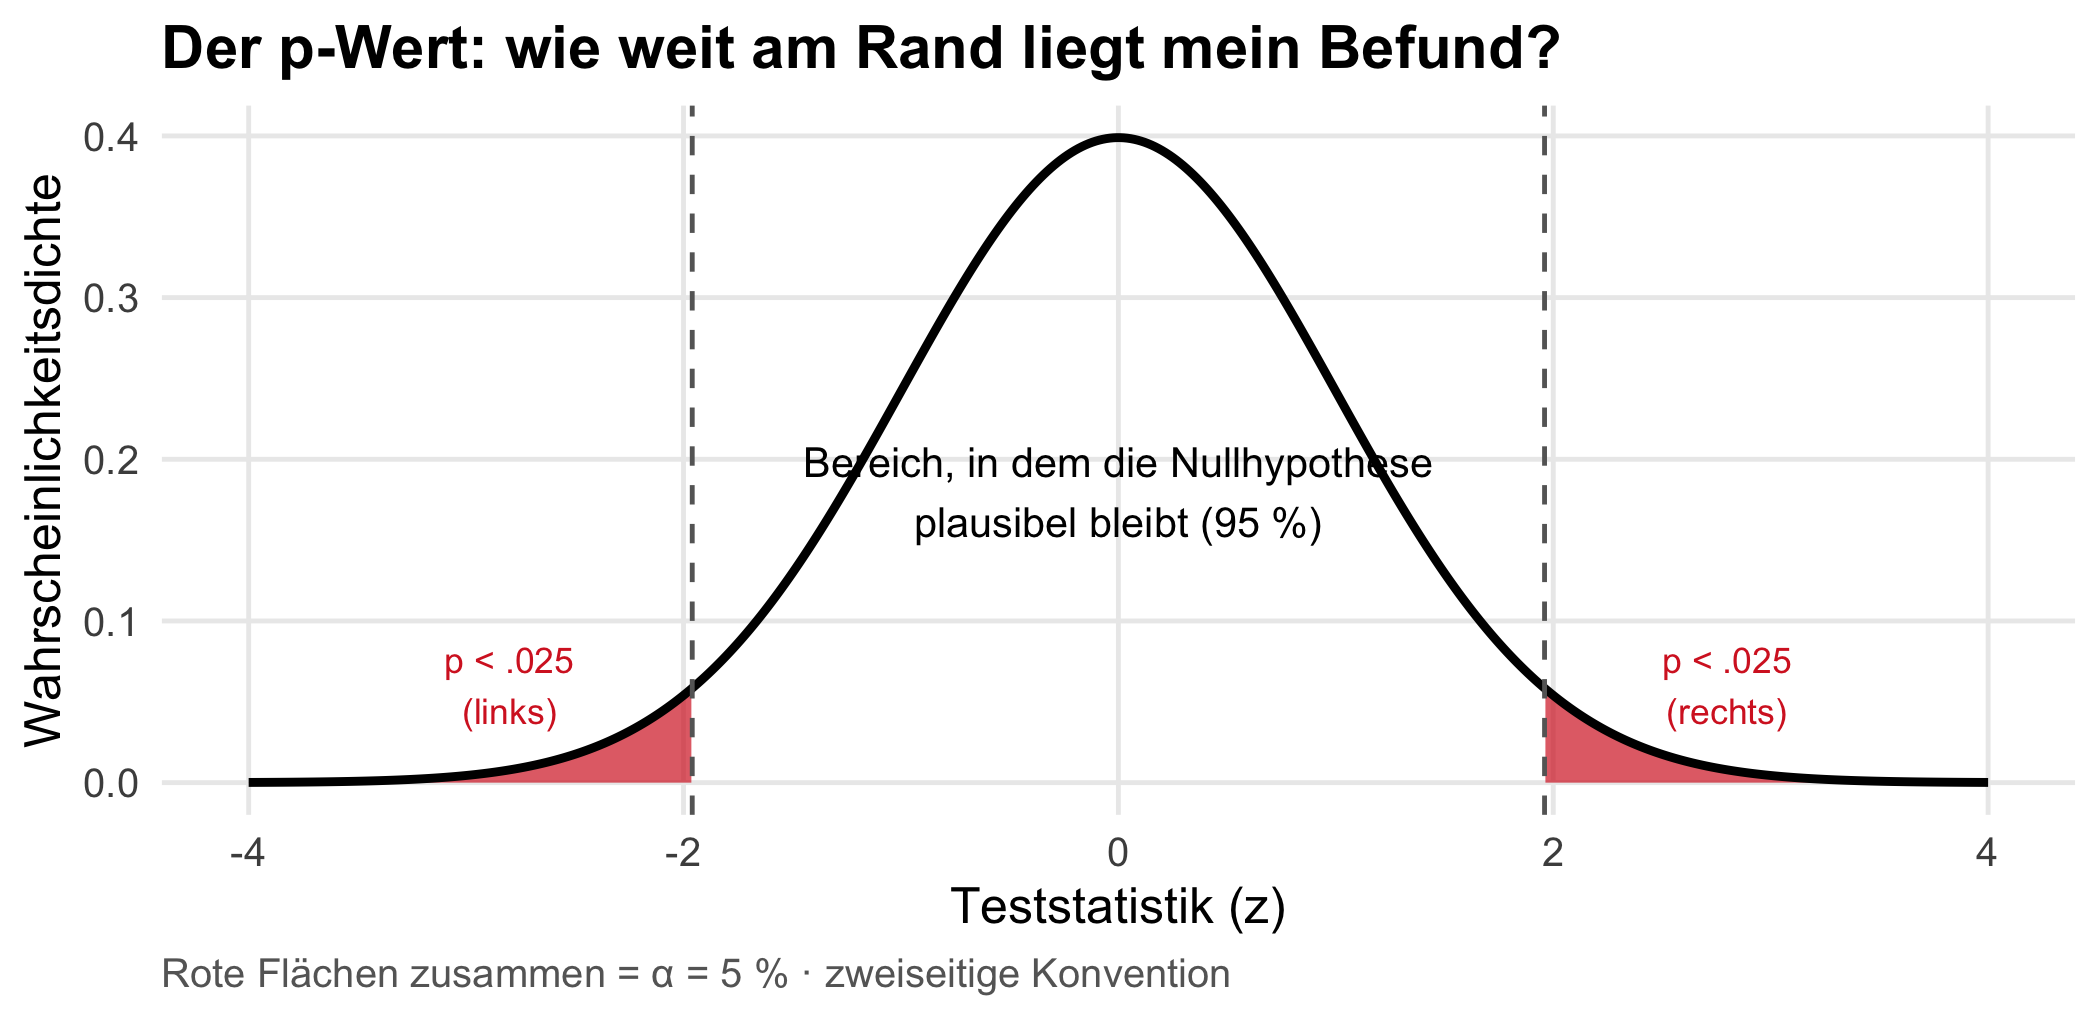 Der p-Wert: wie weit am Rand liegt mein Befund?
Wahrscheinlichkeitsdichte
0.4
0.3
0.2
0.1
0.0
Bereich, in dem die Nullhypothese
plausibel bleibt (95 %)
p < .025
(links)
p < .025
(rechts)
-4
-2
0
2
4
Teststatistik (z)
Rote Flächen zusammen = α = 5 % · zweiseitige Konvention